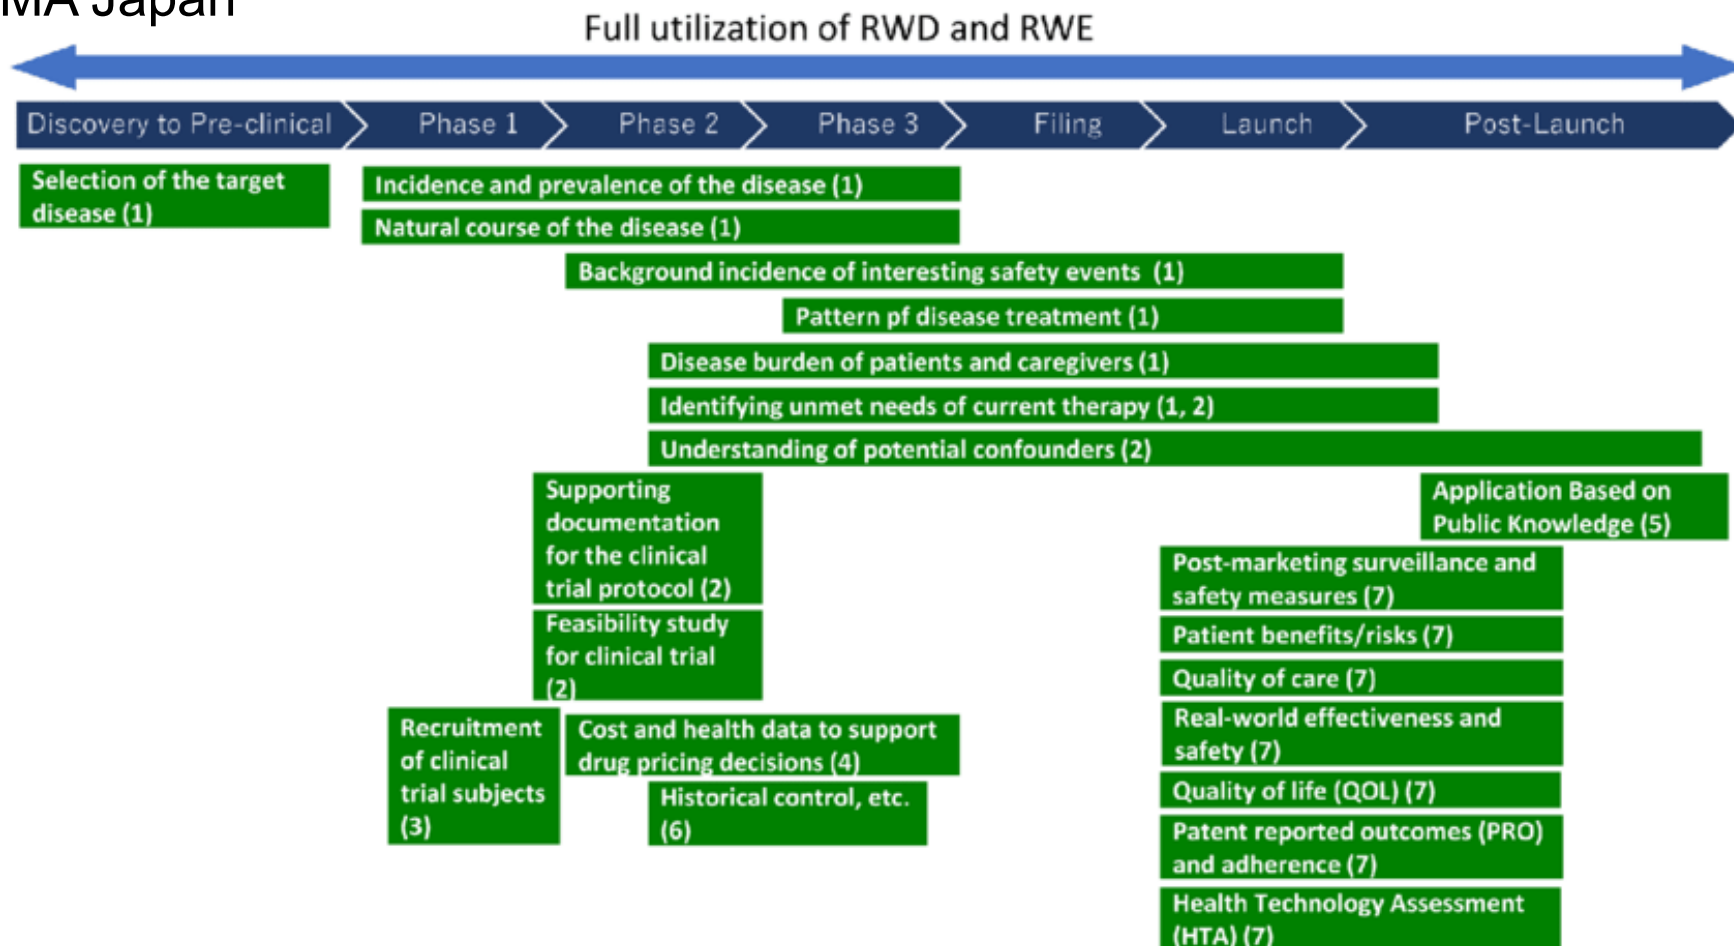 MA Japan
Full utilization of RWD and RWE
Discovery to Pre-clinical
Phase 1
Phase 2
Phase 3
Filing
Launch
Post-Launch
Selection of the target
disease (1)
Incidence and prevalence of the disease (1)
Natural course of the disease (1)
Background incidence of interesting safety events (1)
Pattern pf disease treatment (1)
Disease burden of patients and caregivers (1)
Identifying unmet needs of current therapy (1, 2)
Understanding of potential confounders (2)
Supporting
documentation
for the clinical
trial protocol (2)
Application Based on
Public Knowledge (5)
Feasibility study
for clinical trial
(2)
Recruitment
of clinical
trial subjects
(3)
Cost and health data to support
drug pricing decisions (4)
Historical control, etc.
(6)
Post-marketing surveillance and
safety measures (7)
Patient benefits/risks (7)
Quality of care (7)
Real-world effectiveness and
safety (7)
Quality of life (QOL) (7)
Patent reported outcomes (PRO)
and adherence (7)
Health Technology Assessment
(HTA) (7)